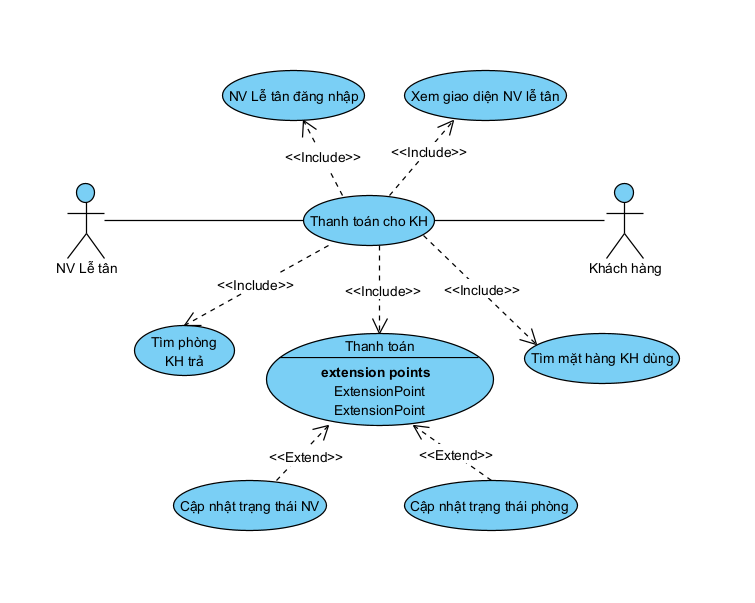 NV Lễ tân đăng nhập
Xem giao diện NV lễ tân
<<Include>>
<<Include>>
Thanh toán cho KH
NV Lễ tân
Khách hàng
<<Include>>
<<Include>>
<<Include>>
Tìm phòng
KH trả
Thanh toán
extension points
ExtensionPoint
ExtensionPoint
Tìm mặt hàng KH dùng
<<Extend>>
<<Extend>>
Cập nhật trạng thái NV
Cập nhật trạng thái phòng